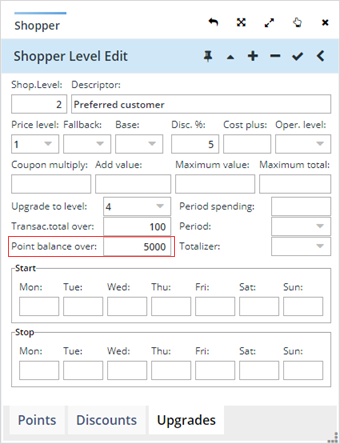 Shopper
Shopper Level Edit
Shop.Level: Descriptor:
2 Preferred customer
Price level: Fallback: Base: Disc. %: Cost plus: Oper. level:
1 5
Coupon multiply: Add value: Maximum value: Maximum total:
Upgrade to level: 4 Period spending:
Transac.total over: 100 Period:
Point balance over: 5000 Totalizer:
Start
Mon: Tue: Wed: Thu: Fri: Sat: Sun:
Stop
Mon: Tue: Wed: Thu: Fri: Sat: Sun:
Points Discounts Upgrades